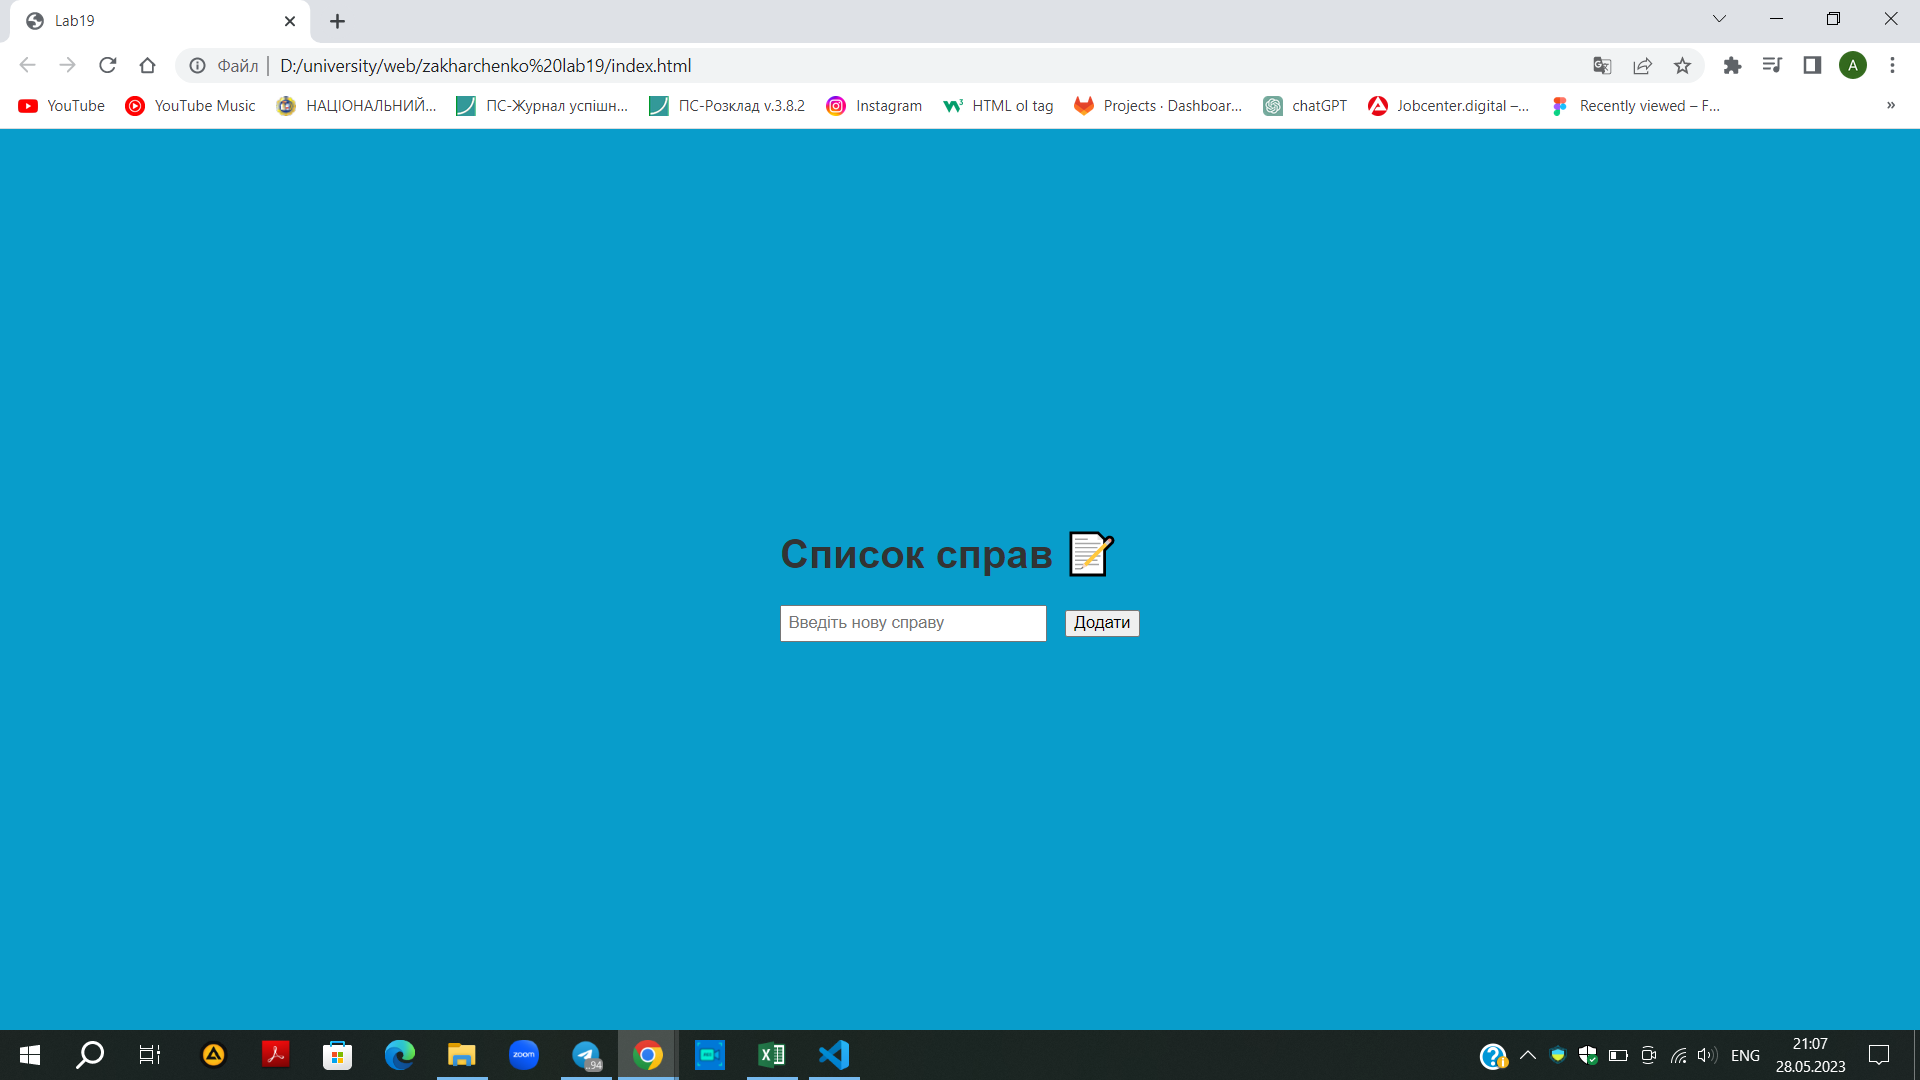 Lab19
Файл | D:/university/web/zakharchenko%20lab19/index.html
A
YouTube YouTube Music НАЦІОНАЛЬНИЙ... ПС-Журнал успішн... ПС-Розклад v.3.8.2 Instagram HTML ol tag Projects · Dashboar... chatGPT Jobcenter.digital –... Recently viewed – F... »
Список справ 📝
Введіть нову справу Додати
zoom
..94
ENG
21:07
28.05.2023